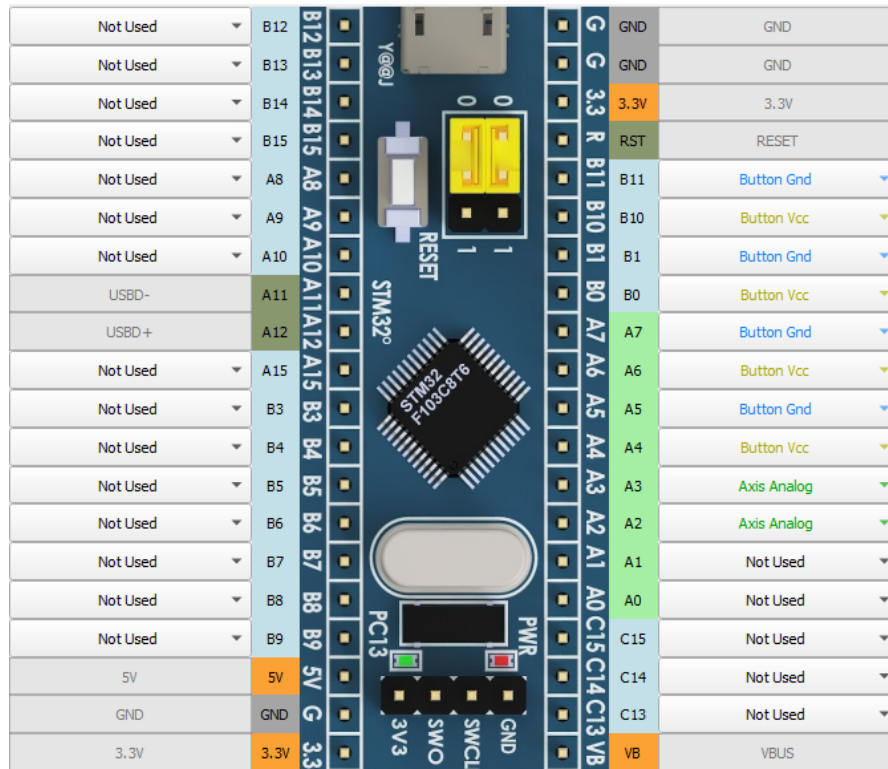 Not Used B12 B12 G GND GND
Not Used B13 B13 G GND GND
Not Used B14 B14 3.3 3.3V 3.3V
Not Used B15 B15 R RST RESET
Not Used A8 A8 B11 B11 Button Gnd
Not Used A9 A9 B10 B10 Button Vcc
Not Used A10 A10 B1 B1 Button Gnd
USBD- A11 A11 B0 B0 Button Vcc
USBD+ A12 A12 A7 A7 Button Gnd
Not Used A15 A15 A6 A6 Button Vcc
Not Used B3 B3 A5 A5 Button Gnd
Not Used B4 B4 A4 A4 Button Vcc
Not Used B5 B5 A3 A3 Axis Analog
Not Used B6 B6 A2 A2 Axis Analog
Not Used B7 B7 A1 A1 Not Used
Not Used B8 B8 A0 A0 Not Used
Not Used B9 B9 C15 C15 Not Used
5V 5V 5V C14 C14 Not Used
GND GND G C13 C13 Not Used
3.3V 3.3V 3.3 VB VB VBUS
Y@@J
0 0
1 1
RESET
STM32°
STM32
F103C8T6
PC13
PWR
3V3 SWO SWCL GND